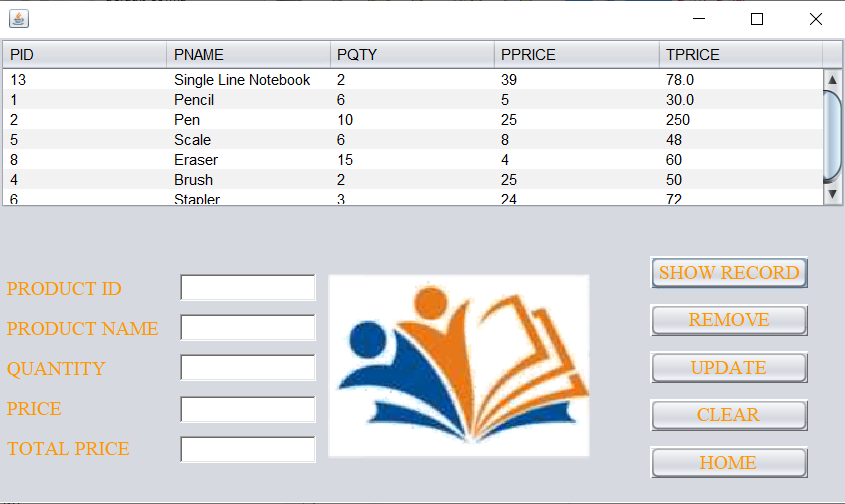 PID PNAME PQTY PPRICE TPRICE
13 Single Line Notebook 2 39 78.0
1 Pencil 6 5 30.0
2 Pen 10 25 250
5 Scale 6 8 48
8 Eraser 15 4 60
4 Brush 2 25 50
6 Stapler 3 24 72
PRODUCT ID
PRODUCT NAME
QUANTITY
PRICE
TOTAL PRICE
SHOW RECORD
REMOVE
UPDATE
CLEAR
HOME